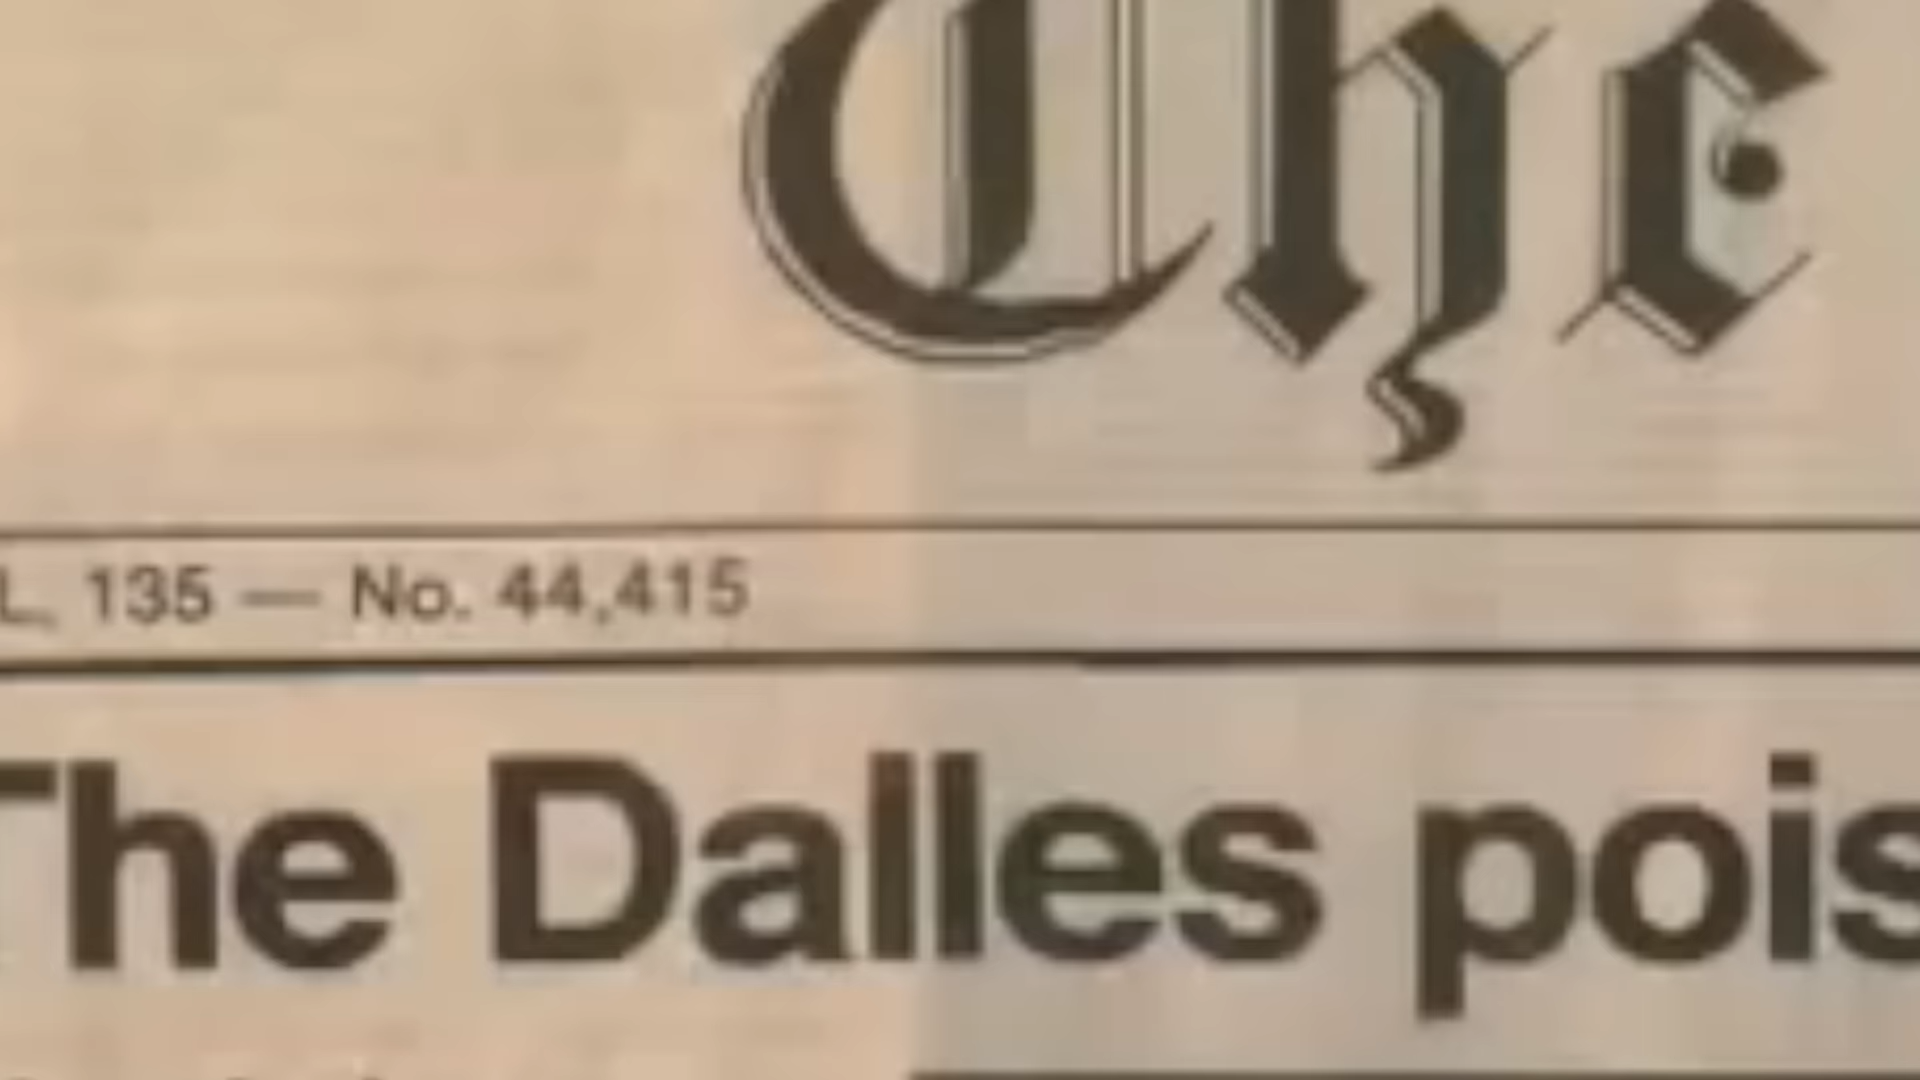 The
L. 135 — No. 44,415
The Dalles pois